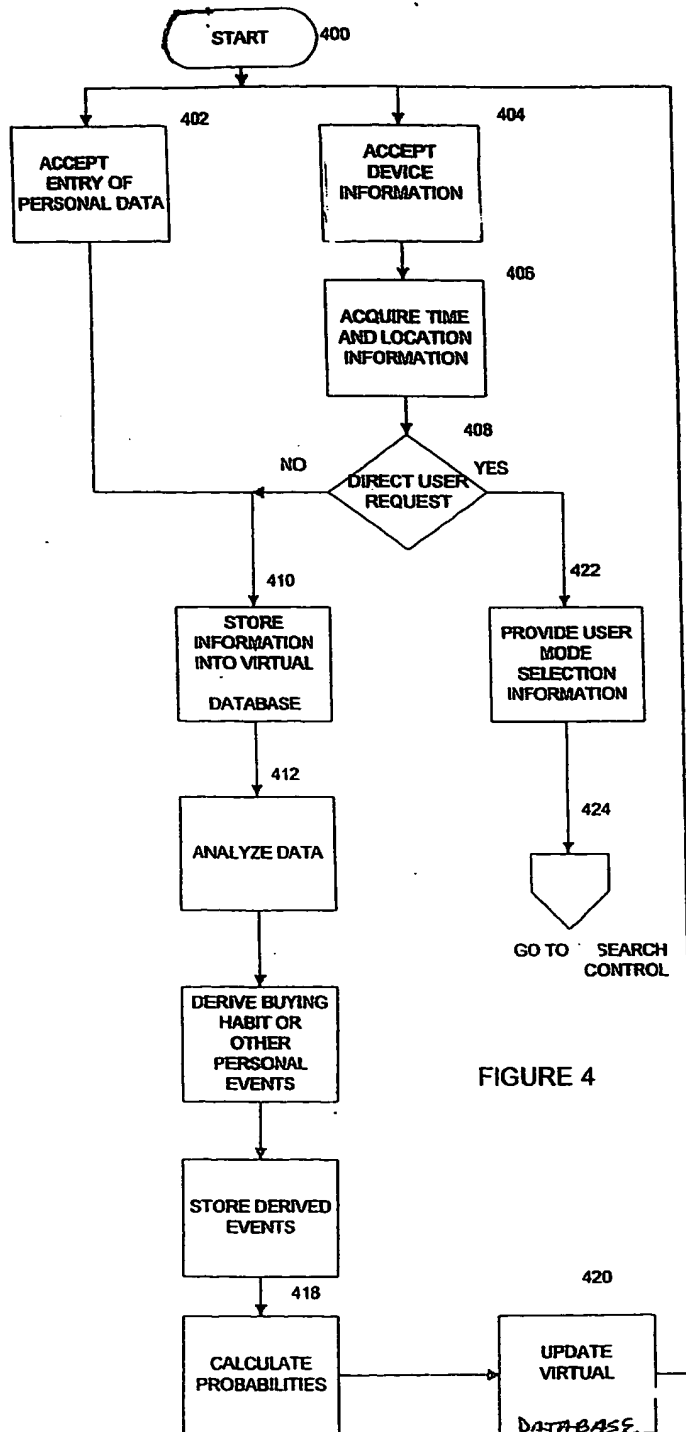 START
400
402
404
ACCEPT
ENTRY OF
PERSONAL DATA
ACCEPT
DEVICE
INFORMATION
406
ACQUIRE TIME
AND LOCATION
INFORMATION
408
NO
DIRECT USER
REQUEST
YES
410
422
STORE
INFORMATION
INTO VIRTUAL
DATABASE
PROVIDE USER
MODE
SELECTION
INFORMATION
412
424
ANALYZE DATA
GO TO SEARCH
CONTROL
DERIVE BUYING
HABIT OR
OTHER
PERSONAL
EVENTS
FIGURE 4
STORE DERIVED
EVENTS
418
420
CALCULATE
PROBABILITIES
UPDATE
VIRTUAL
DATABASE